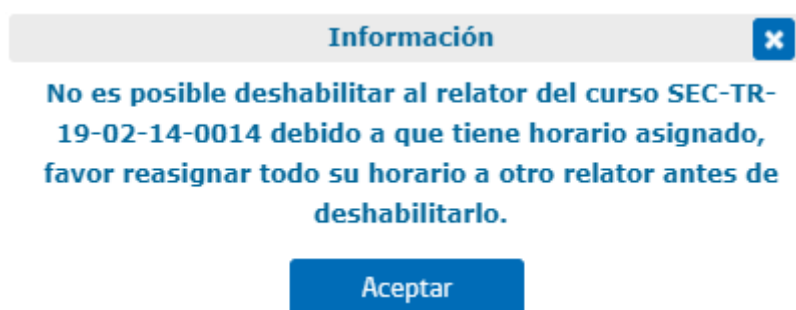 Información
No es posible deshabilitar al relator del curso SEC-TR-
19-02-14-0014 debido a que tiene horario asignado,
favor reasignar todo su horario a otro relator antes de
deshabilitarlo.
Aceptar